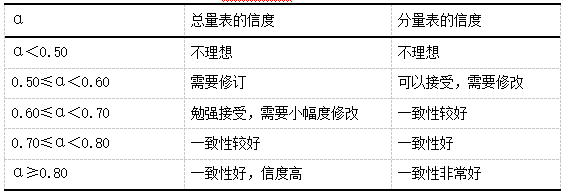 α 总量表的信度 分量表的信度
α＜0.50 不理想 不理想
0.50≤α＜0.60 需要修订 可以接受，需要修改
0.60≤α＜0.70 勉强接受，需要小幅度修改 一致性较好
0.70≤α＜0.80 一致性较好 一致性好
α≥0.80 一致性好，信度高 一致性非常好